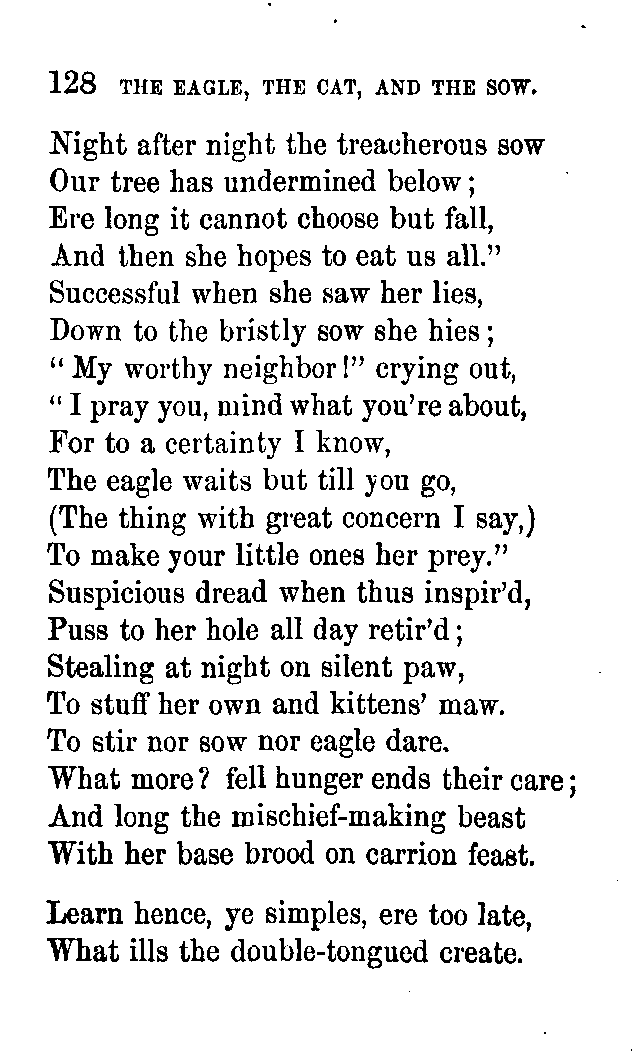 128 THE EAGLE, THE CAT, AND THE SOW.
Night after night the treacherous sow
Our tree has undermined below;
Ere long it cannot choose but fall,
And then she hopes to eat us all.”
Successful when she saw her lies,
Down to the bristly sow she hies;
“ My worthy neighbor!” crying out,
“ I pray you, mind what you’re about,
For to a certainty I know,
The eagle waits but till you go,
(The thing with great concern I say,)
To make your little ones her prey.”
Suspicious dread when thus inspir’d,
Puss to her hole all day retir’d;
Stealing at night on silent paw,
To stuff her own and kittens’ maw.
To stir nor sow nor eagle dare.
What more? fell hunger ends their care;
And long the mischief-making beast
With her base brood on carrion feast.
Learn hence, ye simples, ere too late,
What ills the double-tongued create.